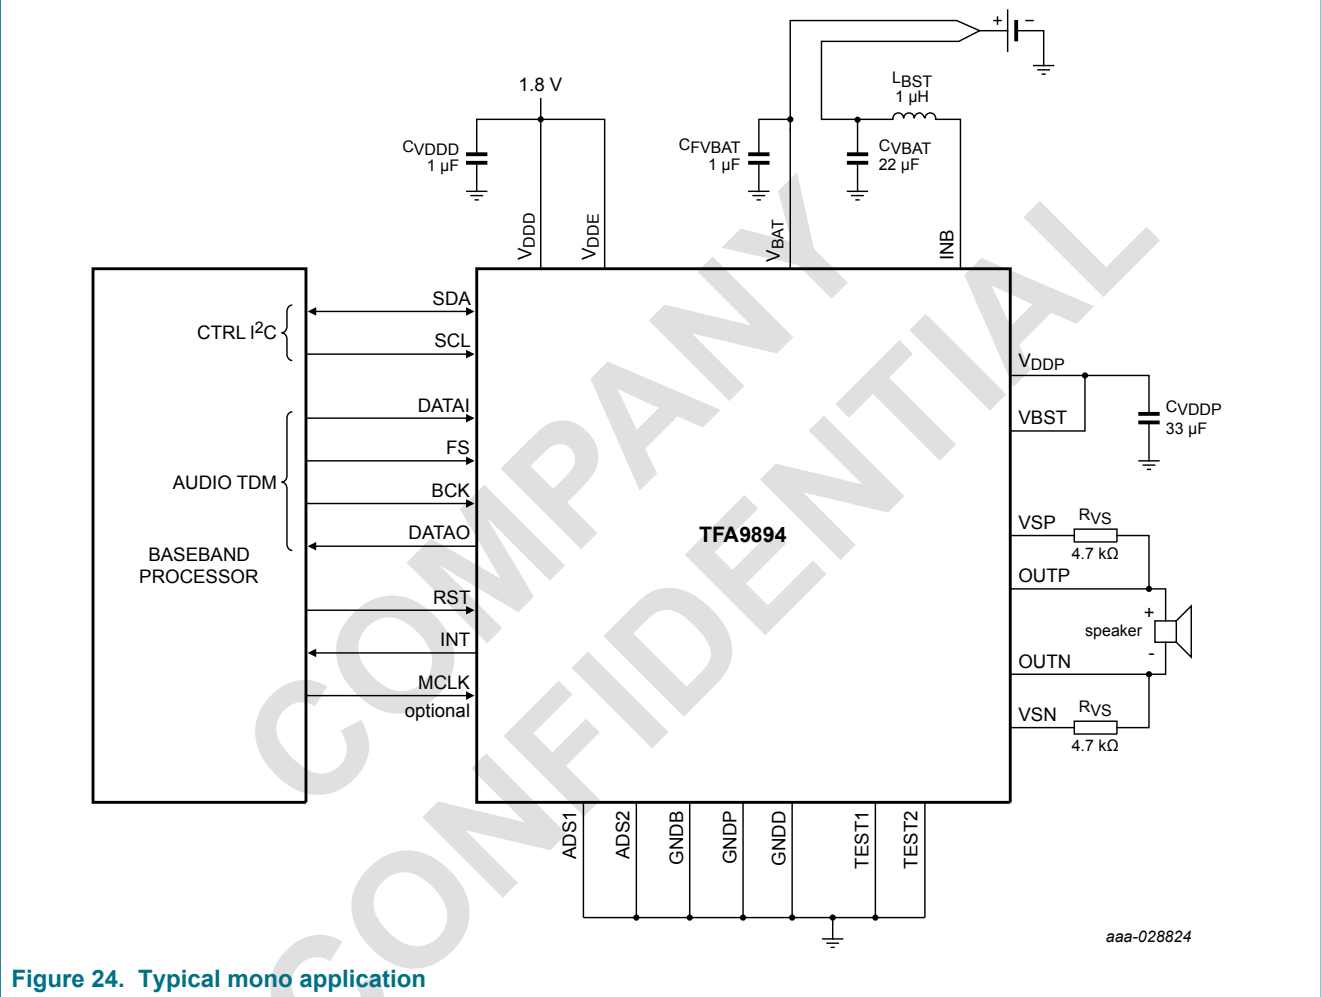 + −
LBST
1 µH
1.8 V
CVDDD
1 µF
CFVBAT
1 µF
CVBAT
22 µF
VDDD
VDDE
VBAT
INB
CTRL I2C
SDA
SCL
DATAI
FS
AUDIO TDM
BCK
DATAO
BASEBAND
PROCESSOR
RST
INT
MCLK
optional
TFA9894
VDDP
VBST
CVDDP
33 µF
VSP
RVS
4.7 kΩ
OUTP
+
speaker
-
OUTN
VSN
RVS
4.7 kΩ
ADS1
ADS2
GNDB
GNDP
GNDD
TEST1
TEST2
COMPANY
CONFIDENTIAL
aaa-028824
Figure 24. Typical mono application